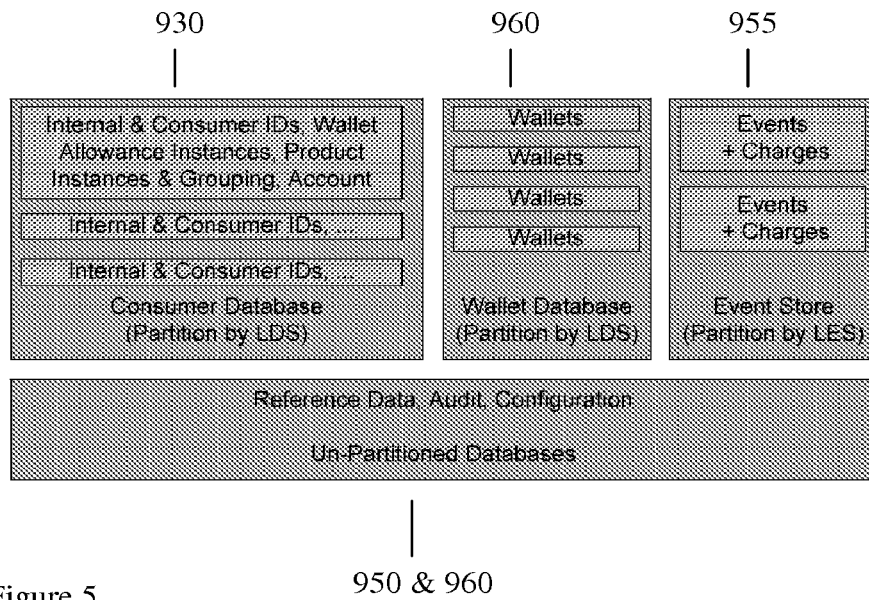 930
960
955
Internal & Consumer IDs, Wallet
Allowance Instances, Product
Instances & Grouping, Account
Internal & Consumer IDs, ...
Internal & Consumer IDs, ...
Consumer Database
(Partition by LDS)
Wallets
Wallets
Wallets
Wallets
Wallet Database
(Partition by LDS)
Events
+ Charges
Events
+ Charges
Event Store
(Partition by LES)
Reference Data, Audit, Configuration
Un-Partitioned Databases
950 & 960
Figure 5